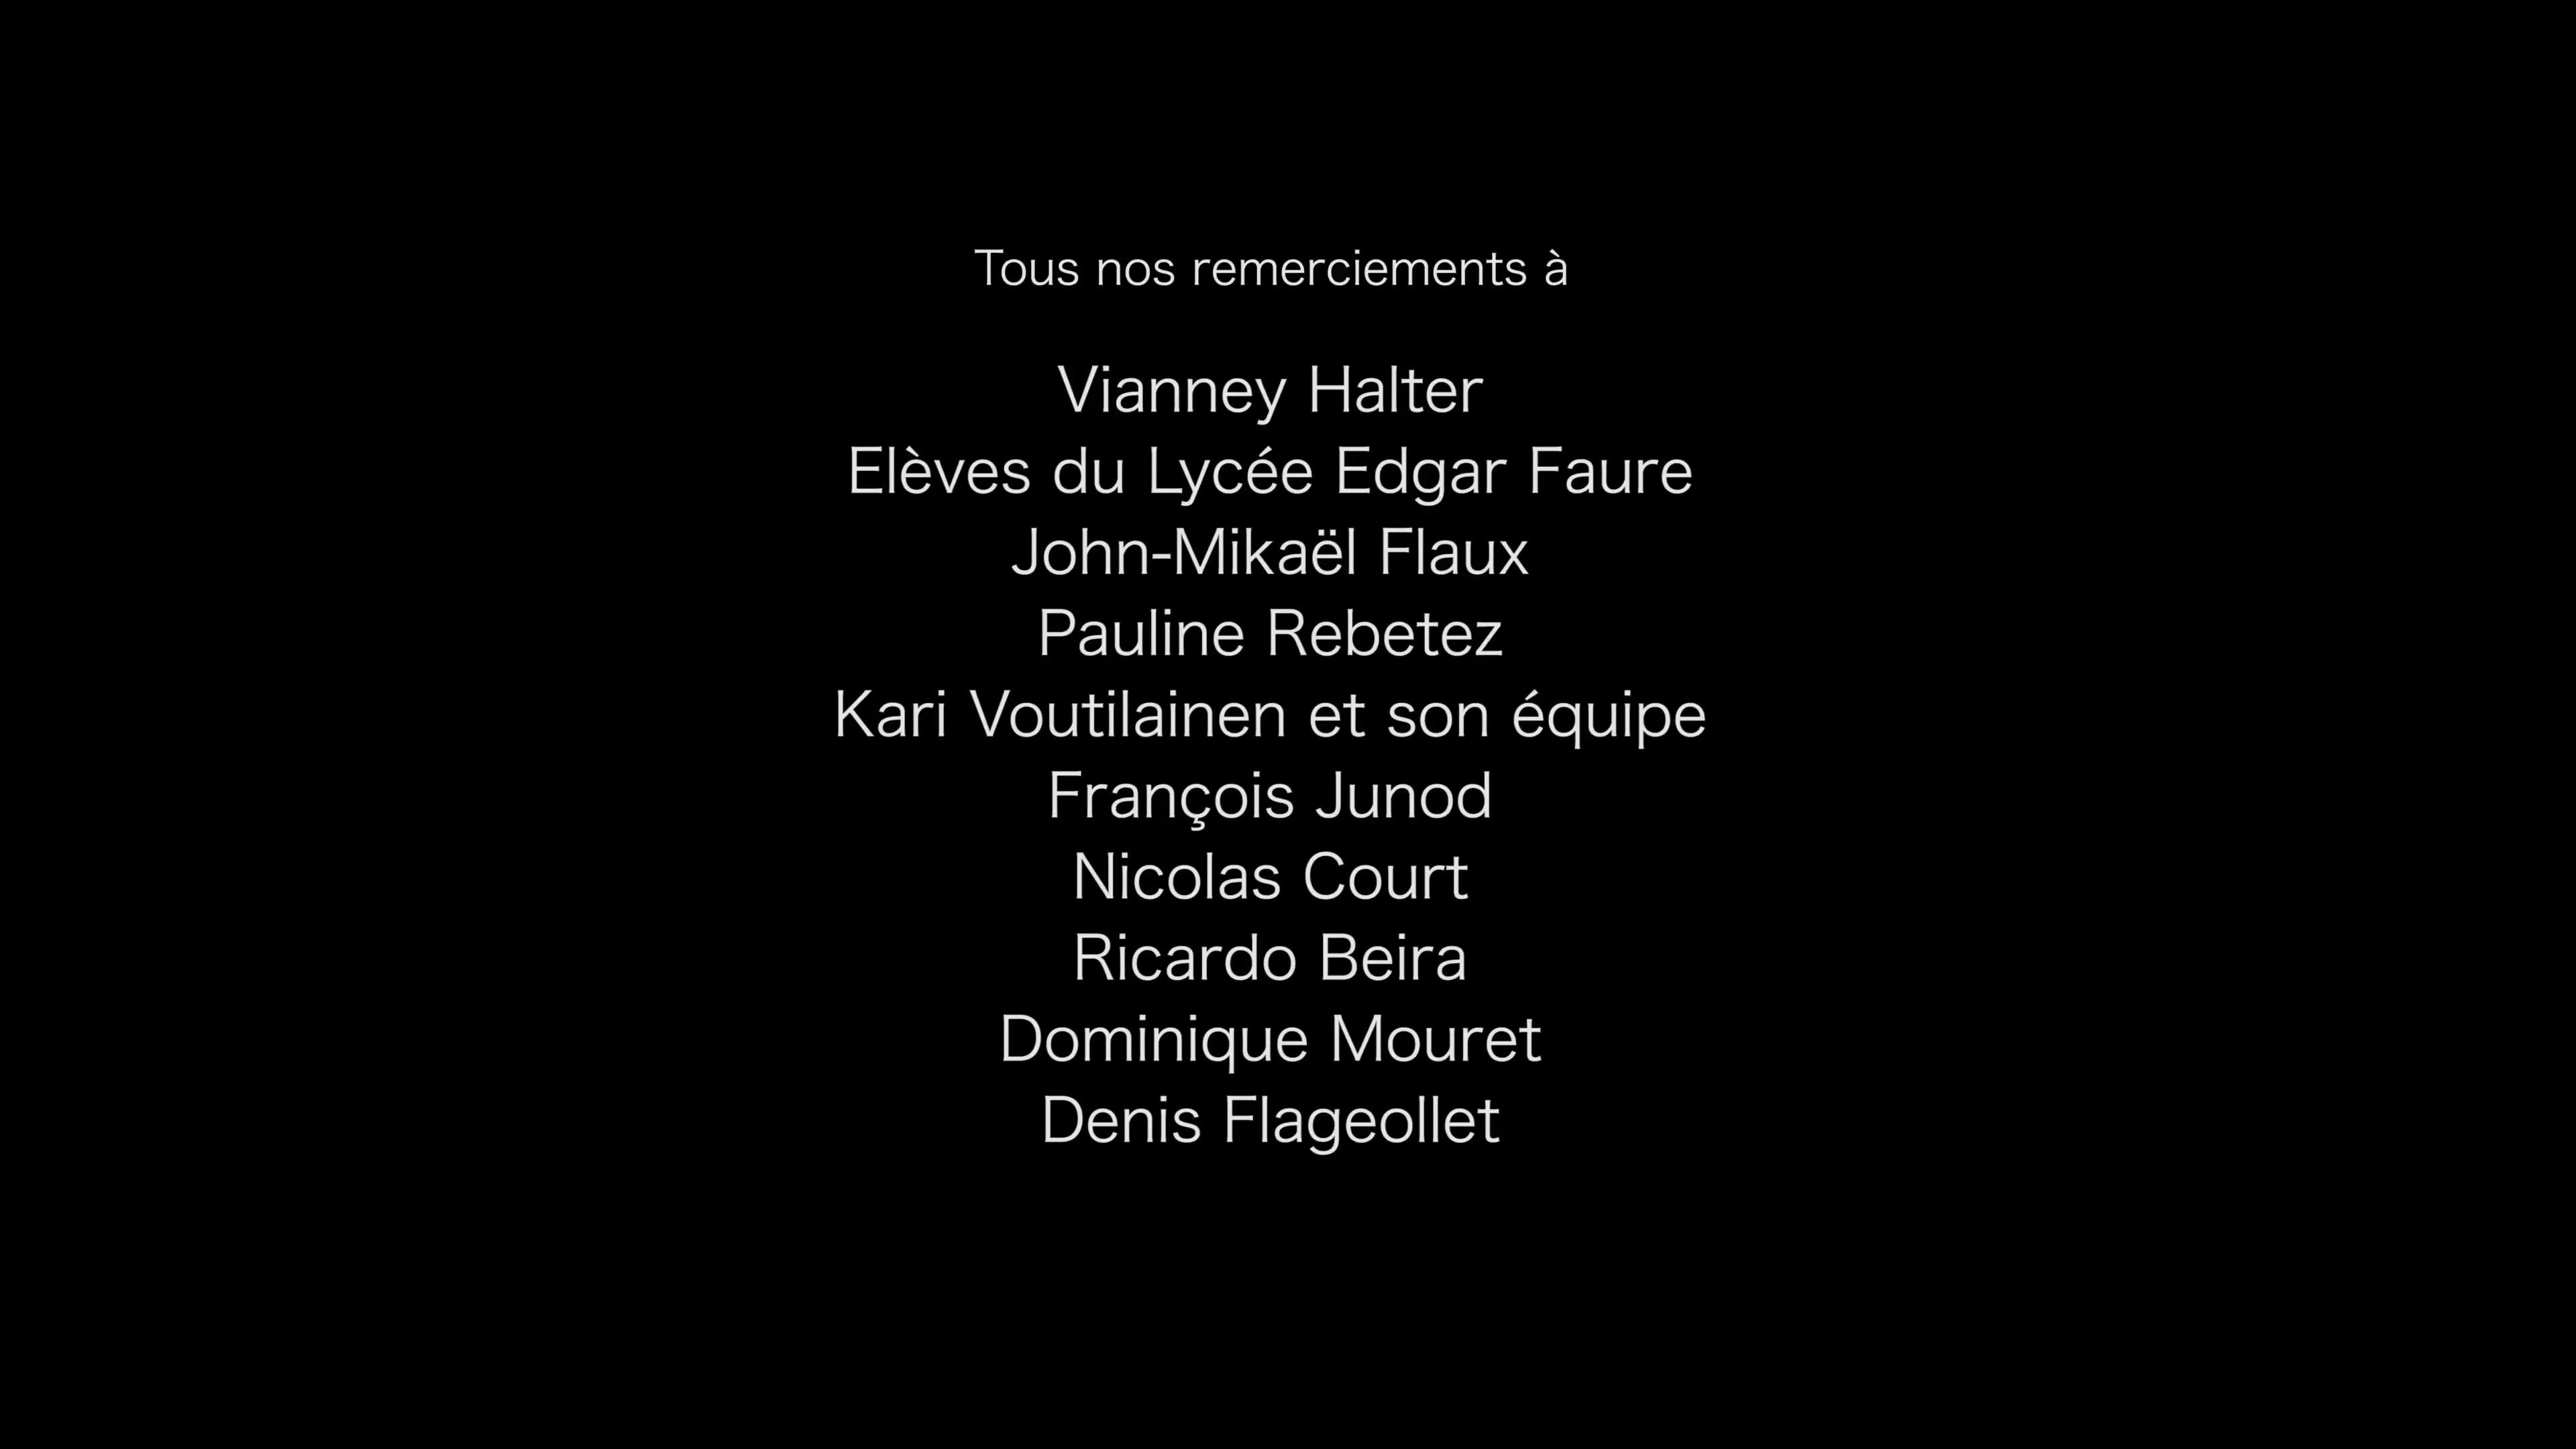 Tous nos remerciements à
Vianney Halter
Elèves du Lycée Edgar Faure
John-Mikaël Flaux
Pauline Rebetez
Kari Voutilainen et son équipe
François Junod
Nicolas Court
Ricardo Beira
Dominique Mouret
Denis Flageollet